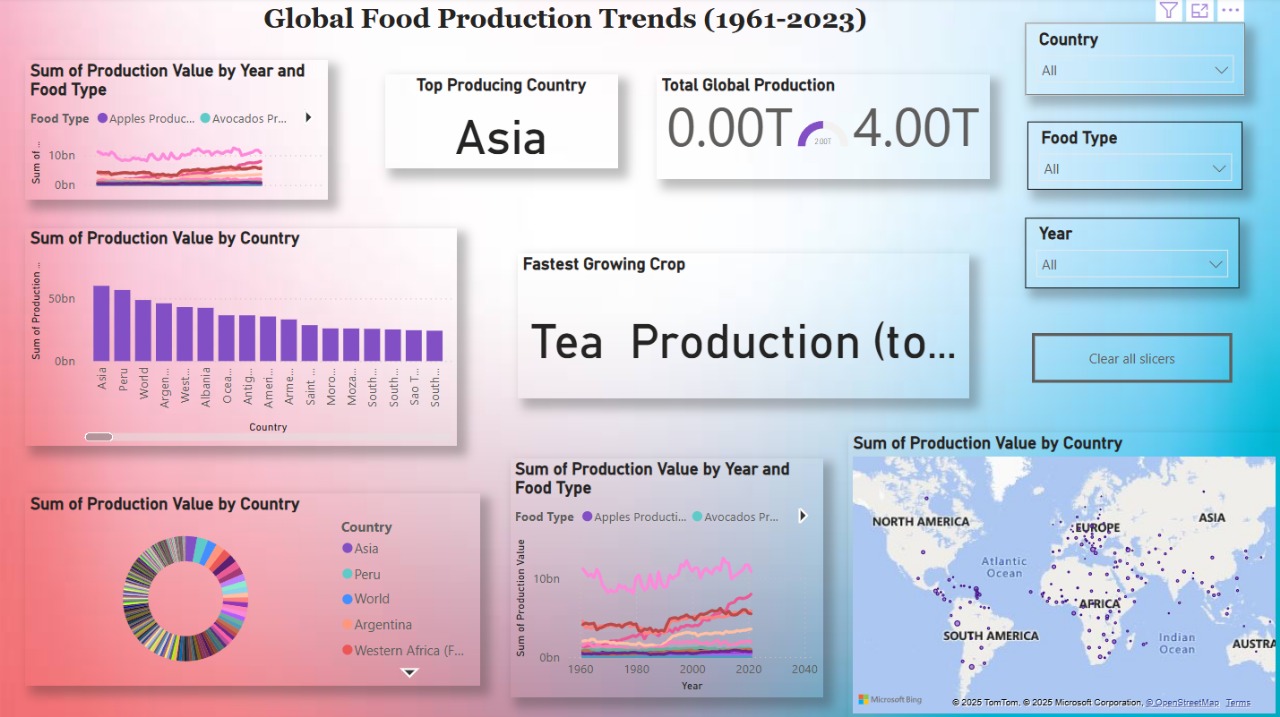 Global Food Production Trends (1961-2023)
Sum of Production Value by Year and
Food Type
Food Type Apples Produc... Avocados Pr...
Sum of ...
10bn
0bn
Top Producing Country
Asia
Total Global Production
0.00T 2.00T 4.00T
Country
All
Food Type
All
Year
All
Clear all slicers
Sum of Production Value by Country
Sum of Production ...
50bn
0bn
Asia
Peru
World
Argen...
West...
Albania
Ocea...
Antig...
Ameri...
Arme...
Saint ...
Moro...
Moza...
South...
South...
Sao T...
South...
Country
Fastest Growing Crop
Tea Production (to...
Sum of Production Value by Country
Country
Asia
Peru
World
Argentina
Western Africa (F...
Sum of Production Value by Year and
Food Type
Food Type Apples Producti... Avocados Pr...
Sum of Production Value
10bn
0bn
1960 1980 2000 2020 2040
Year
Sum of Production Value by Country
NORTH AMERICA
EUROPE
ASIA
Atlantic
Ocean
AFRICA
SOUTH AMERICA
Indian
Ocean
AUSTRA
Microsoft Bing
© 2025 TomTom, © 2025 Microsoft Corporation, © OpenStreetMap Terms